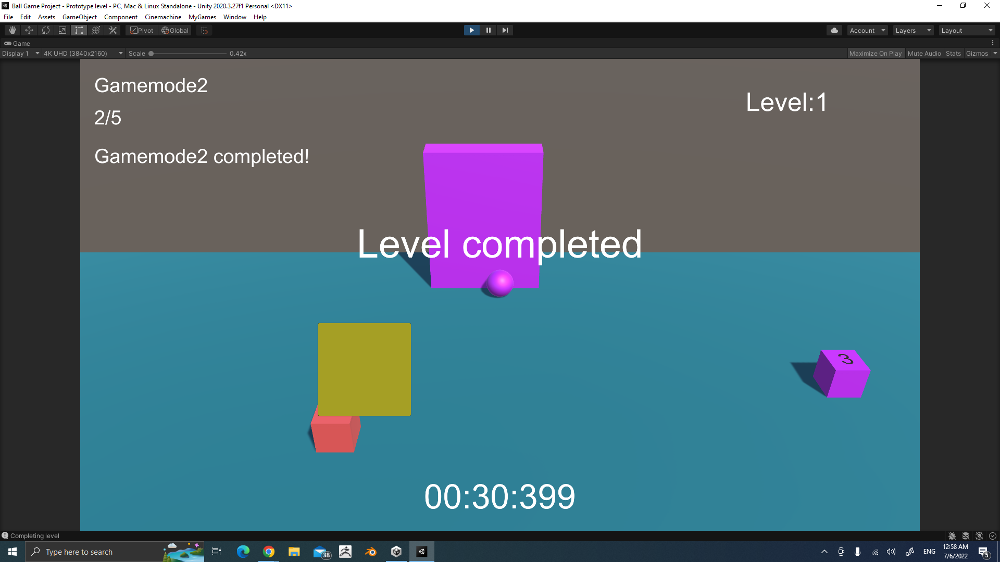 Ball Game Project - Prototype level - PC, Mac & Linux Standalone - Unity 2020.3.27f1 Personal <DX11>
File Edit Assets GameObject Component Cinemachine MyGames Window Help
Pivot Global Account Layers Layout
Game
Display 1 4K UHD (3840x2160) Scale 0.42x Maximize On Play Mute Audio Stats Gizmos
Gamemode2
Level:1
2/5
Gamemode2 completed!
Level completed
3
00:30:399
Completing level
Type here to search
38
ENG
12:58 AM
7/6/2022
5